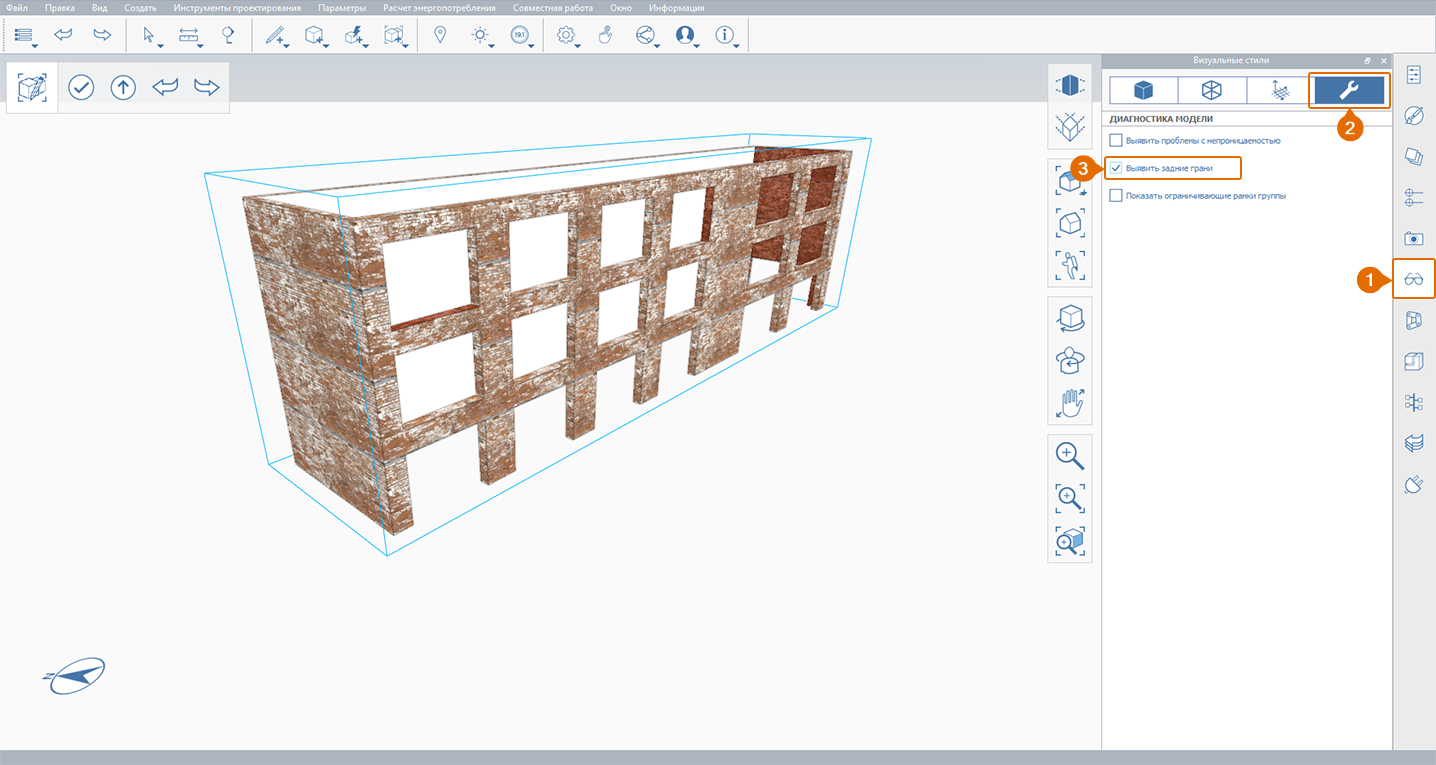 Файл Правка Вид Создать Инструменты проектирования Параметры Расчет энергопотребления Совместная работа Окно Информация
19.1
Визуальные стили
2
ДИАГНОСТИКА МОДЕЛИ
Выявить проблемы с непроницаемостью
3 Выявить задние грани
Показать ограничивающие рамки группы
1
N